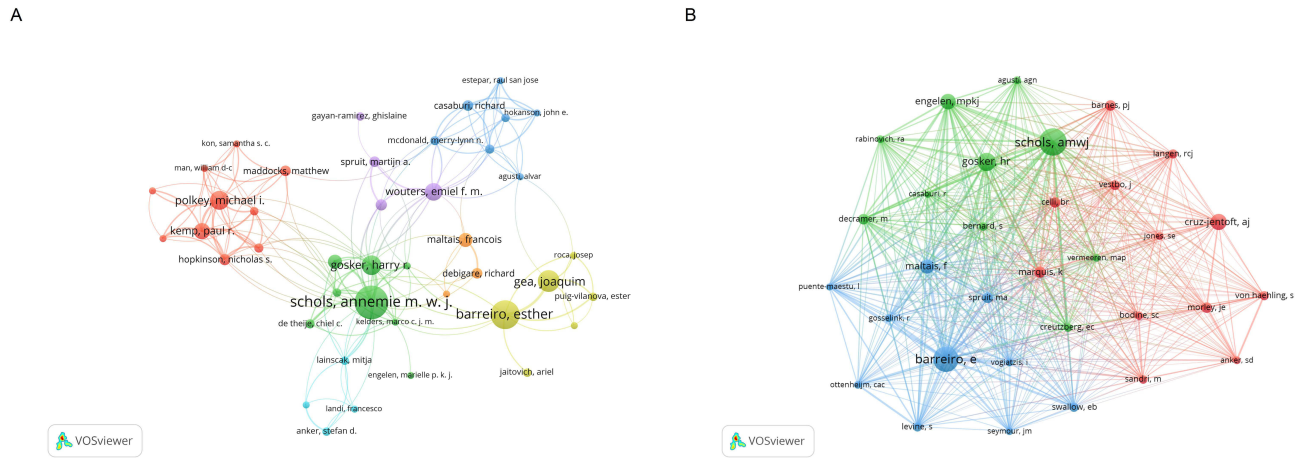 A
B
estepar, raul san jose
casaburi, richard
hokanson, john e.
gayan-ramirez, ghislaine
mcdonald, merry-lynn n.
kon, samantha s. c.
man, william d-c
maddocks, matthew
spruit, martijn a.
agusti, alvar
polkey, michael i.
wouters, emiel f. m.
kemp, paul r.
hopkinson, nicholas s.
maltais, francois
roca, josep
gosker, harry r.
debigare, richard
gea, joaquim
schols, annemie m. w. j.
puig-vilanova, ester
barreiro, esther
de theije, chiel c.
kelders, marco c. j. m.
lainscak, mitja
engelen, marielle p. k. j.
jaitovich, ariel
landi, francesco
anker, stefan d.
VOSviewer
agusti, agn
engelen, mpkj
barnes, pj
rabinovich, ra
schols, amwj
langen, rcj
gosker, hr
vestbo, j
casaburi, r
celli, br
decramer, m
bernard, s
cruz-jentoft, aj
jones, se
vermeeren, map
maltais, f
marquis, k
puente-maestu, l
spruit, ma
von haehling, s
morley, je
gosselink, r
bodine, sc
creutzberg, ec
barreiro, e
vogiatzis, i
anker, sd
ottenheijm, cac
sandri, m
swallow, eb
levine, s
seymour, jm
VOSviewer